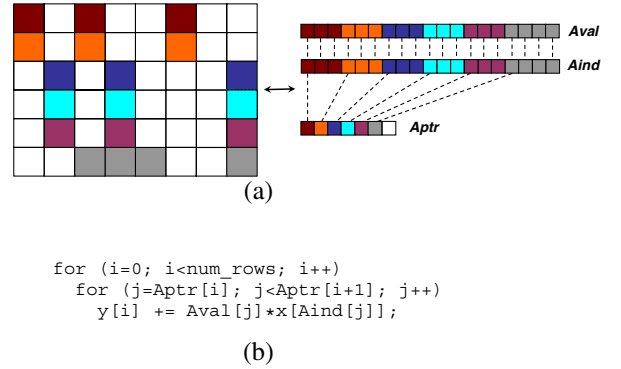 Aval
Aind
Aptr
(a)
for (i=0; i<num_rows; i++)
for (j=Aptr[i]; j<Aptr[i+1]; j++)
y[i] += Aval[j]*x[Aind[j]];
(b)